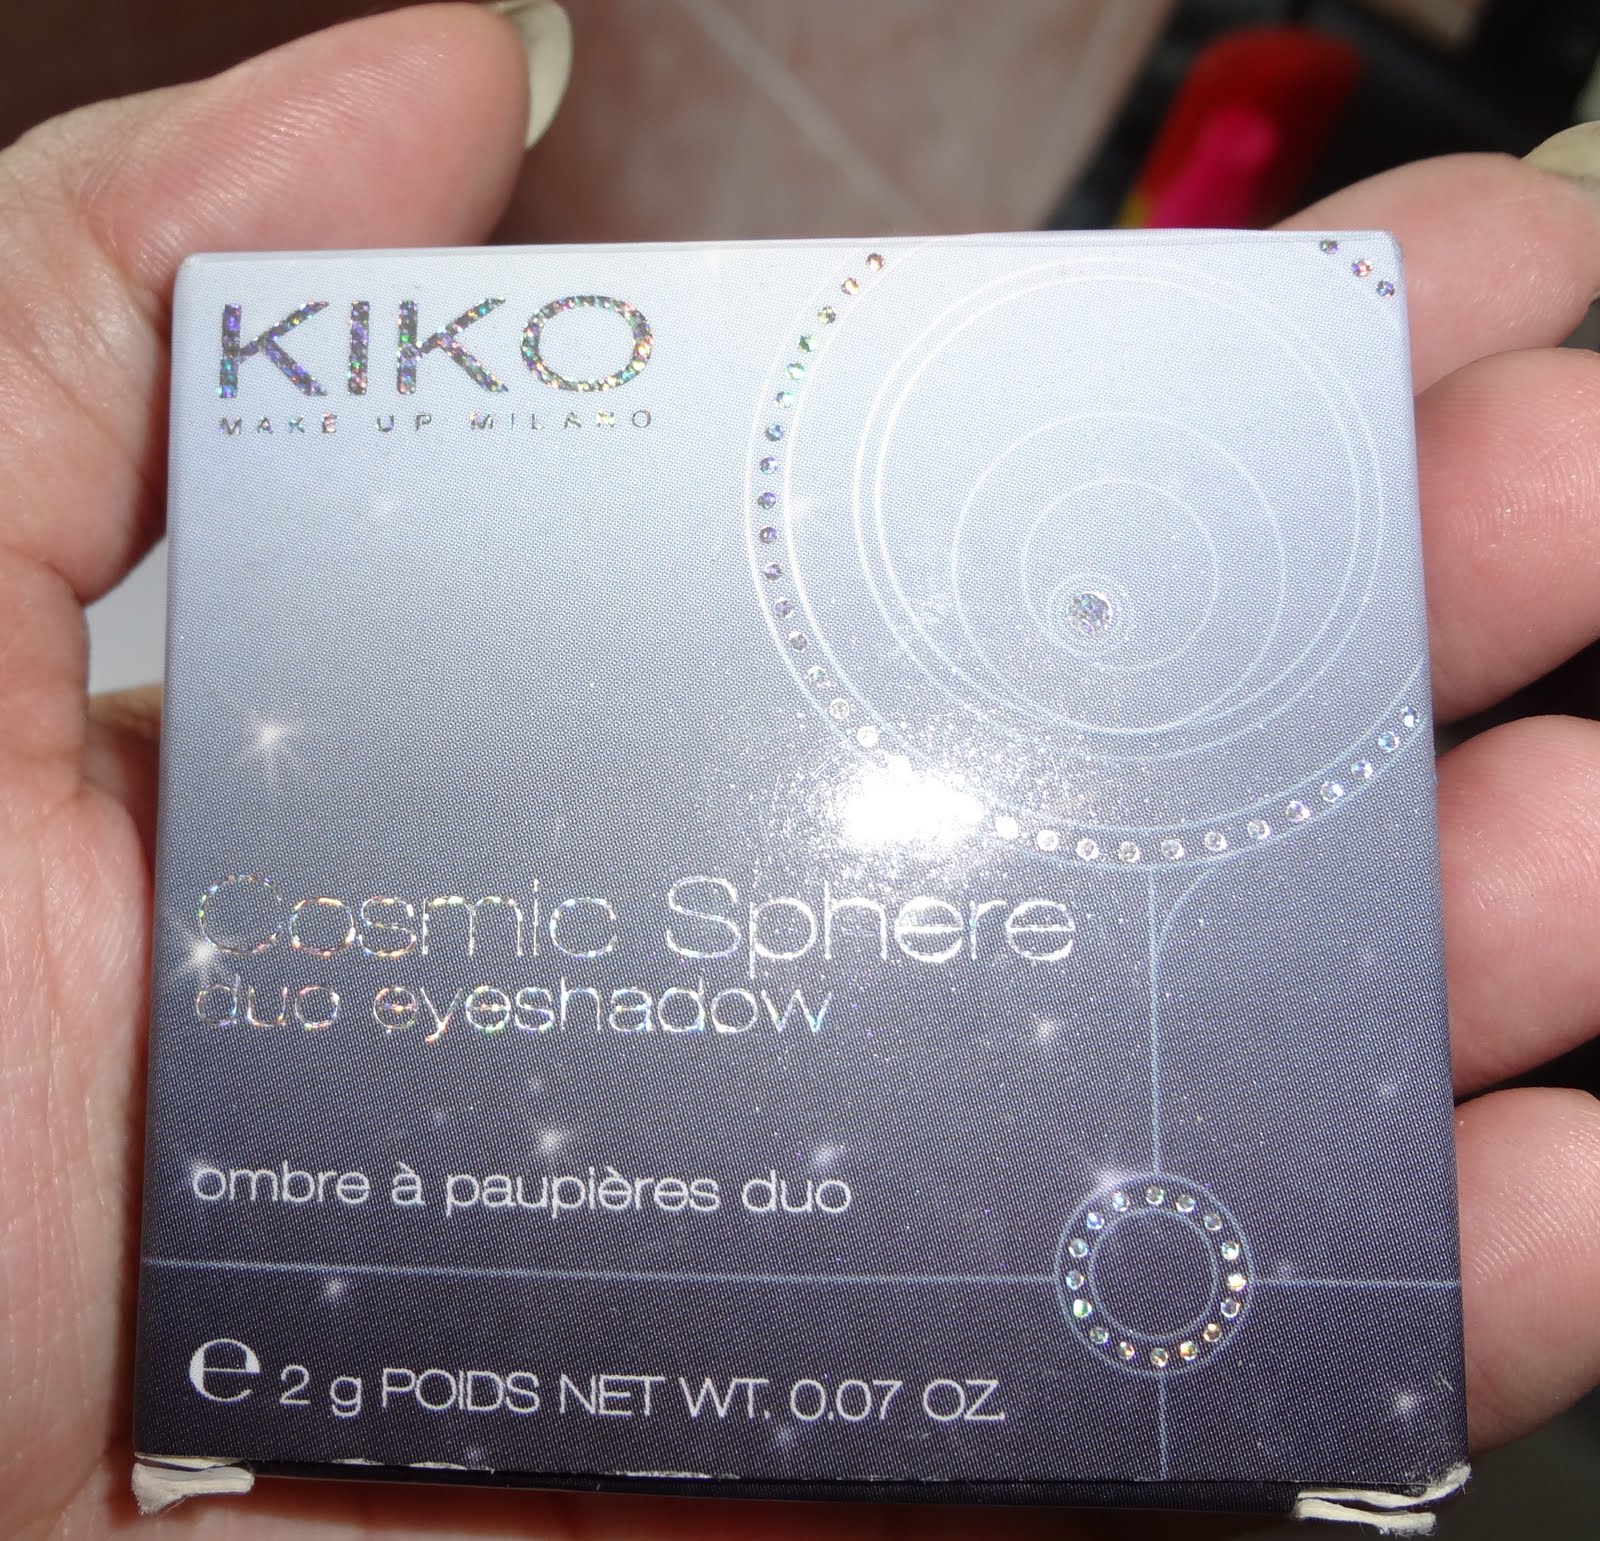 KIKO
MAKE UP MILANO
Cosmic Sphere
duo eyeshadow
ombre à paupières duo
e 2 g POIDS NET WT. 0.07 OZ.